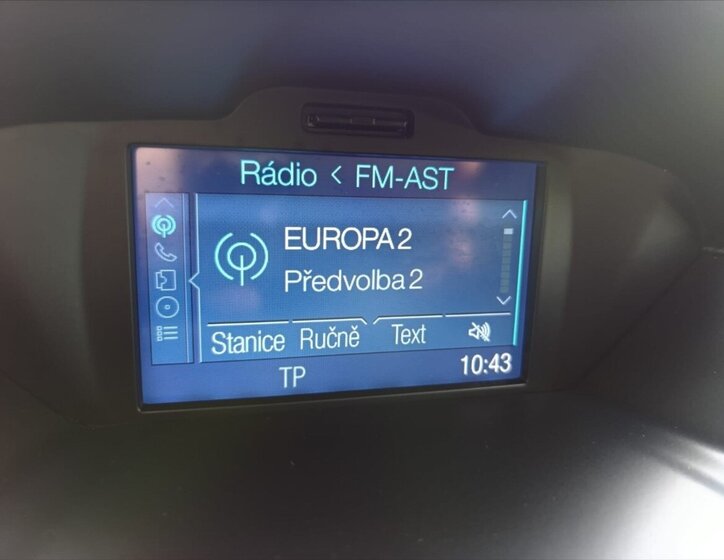 Rádio < FM-AST
EUROPA 2
Předvolba 2
Stanice Ručně Text
TP 10:43